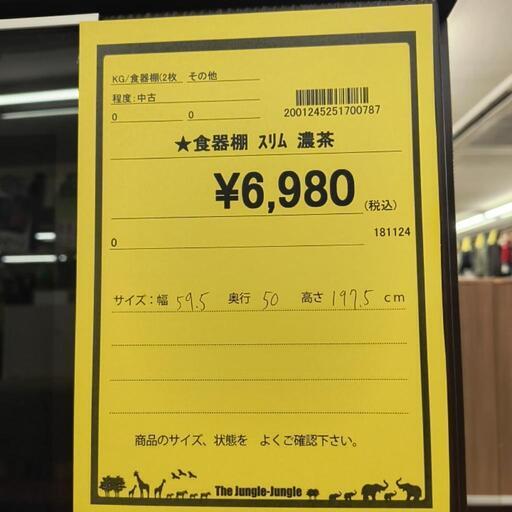 KG/食器棚(2枚 その他
程度:中古
0 0
2001245251700787
★食器棚 ｽﾘﾑ 濃茶
¥6,980 (税込)
0 181124
サイズ:幅 59.5 奥行 50 高さ 197.5 cm
商品のサイズ、状態を よくご確認下さい。
The Jungle-Jungle